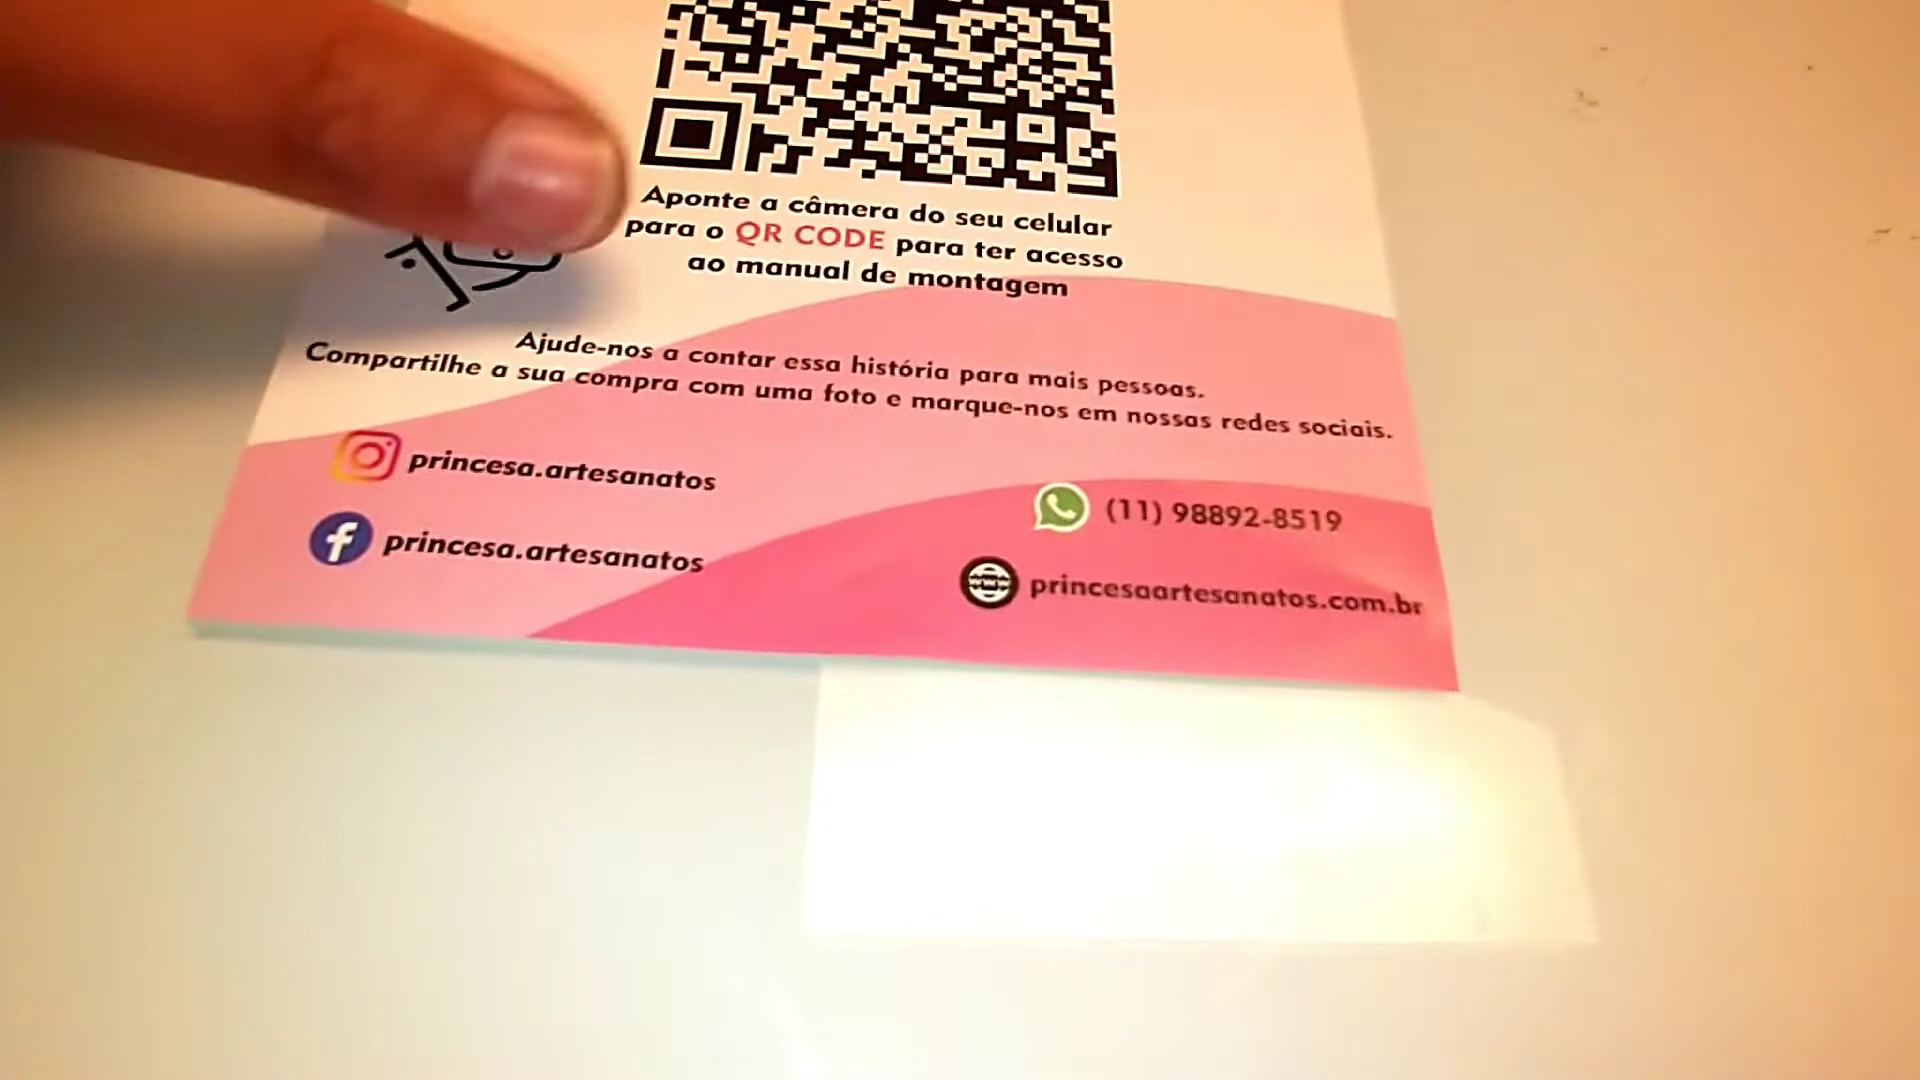 Aponte a câmera do seu celular
para o QR CODE para ter acesso
ao manual de montagem
Ajude-nos a contar essa história para mais pessoas.
Compartilhe a sua compra com uma foto e marque-nos em nossas redes sociais.
princesa.artesanatos
princesa.artesanatos
(11) 98892-8519
www
princesaartesanatos.com.br